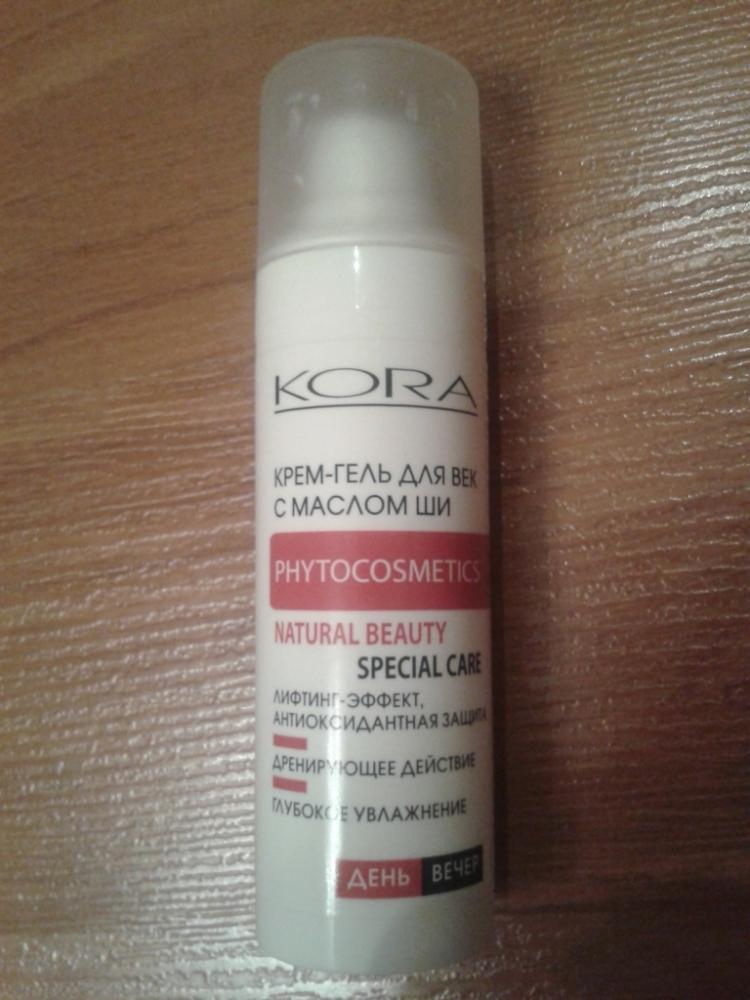 KORA
КРЕМ-ГЕЛЬ ДЛЯ ВЕК
С МАСЛОМ ШИ
PHYTOCOSMETICS
NATURAL BEAUTY
SPECIAL CARE
ЛИФТИНГ-ЭФФЕКТ,
АНТИОКСИДАНТНАЯ ЗАЩИТА
ДРЕНИРУЮЩЕЕ ДЕЙСТВИЕ
ГЛУБОКОЕ УВЛАЖНЕНИЕ
ДЕНЬ ВЕЧЕР